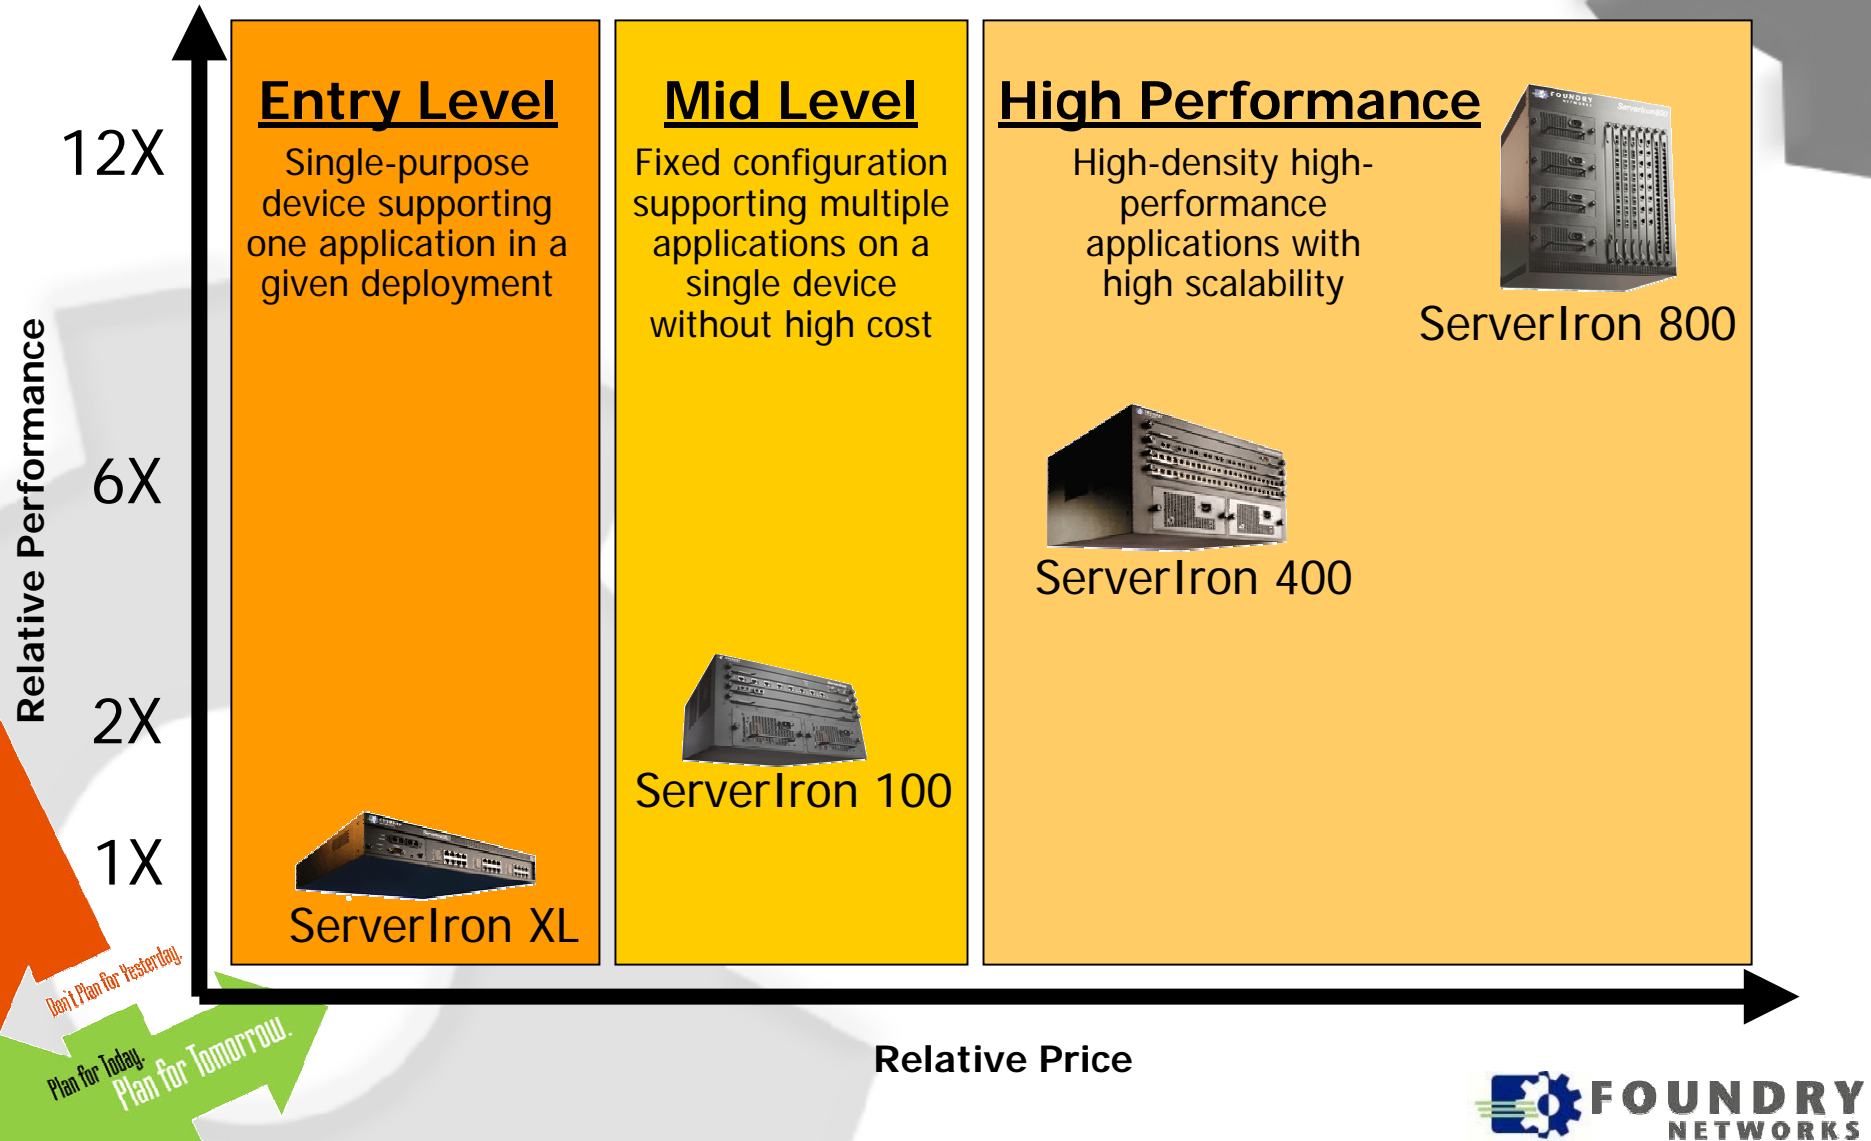 Entry Level
Single-purpose
device supporting
one application in a
given deployment
Mid Level
Fixed configuration
supporting multiple
applications on a
single device
without high cost
High Performance
High-density high-
performance
applications with
high scalability
FOUNDRY
NETWORKS
ServerIron800
ServerIron 800
ServerIron 400
ServerIron 100
ServerIron XL
12X
6X
2X
1X
Relative Performance
Relative Price
Don't Plan for Yesterday.
Plan for Today.
Plan for Tomorrow.
FOUNDRY
NETWORKS